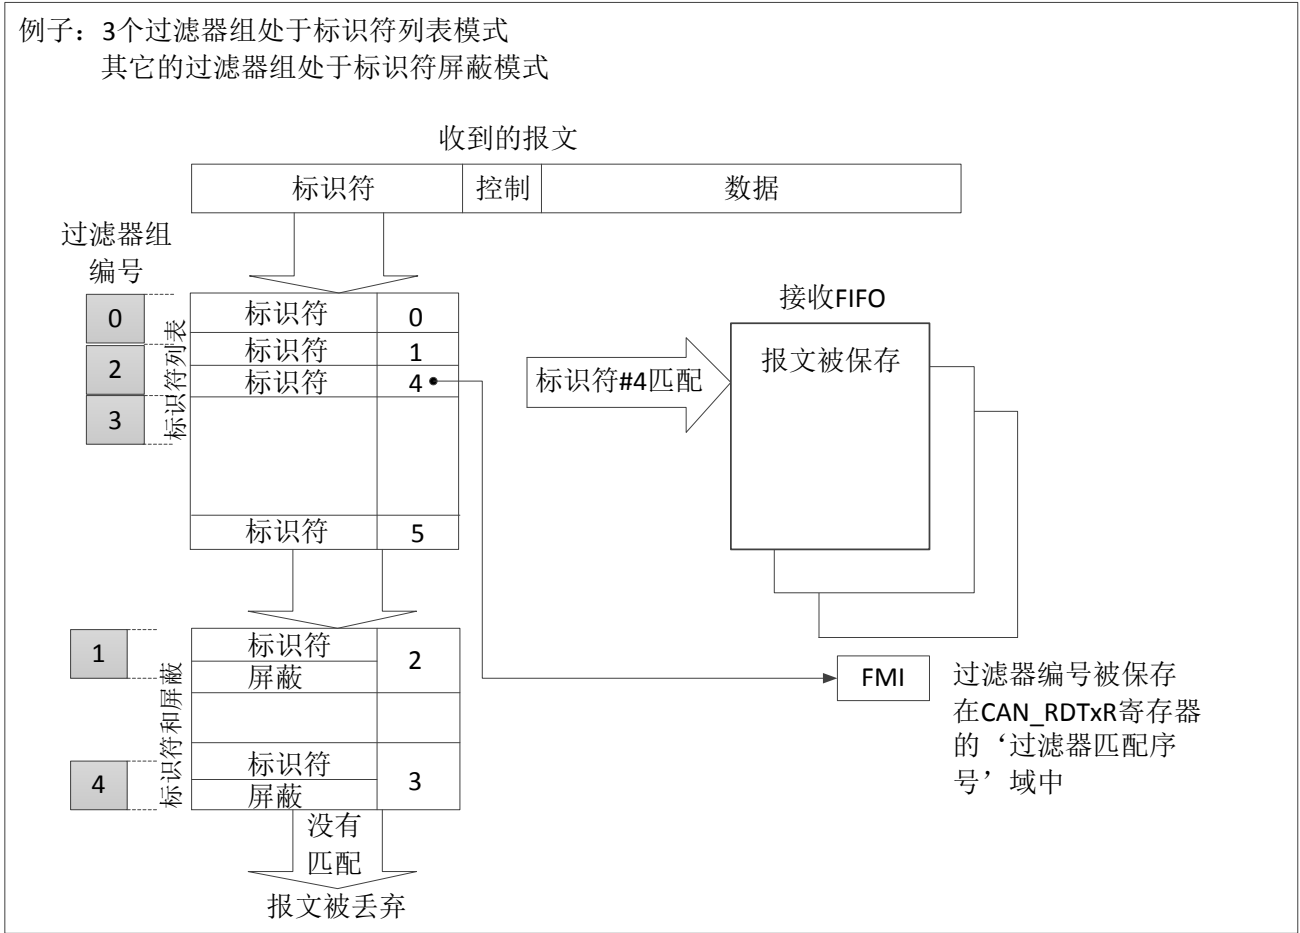 例子：3个过滤器组处于标识符列表模式
其它的过滤器组处于标识符屏蔽模式
收到的报文
标识符 控制 数据
过滤器组
编号
0
2
3
标识符列表
标识符 0
标识符 1
标识符 4
标识符 5
标识符#4匹配
接收FIFO
报文被保存
1
4
标识符和屏蔽
标识符
屏蔽
2
标识符
屏蔽
3
FMI
过滤器编号被保存
在CAN_RDTxR寄存器
的‘过滤器匹配序
号’域中
没有
匹配
报文被丢弃